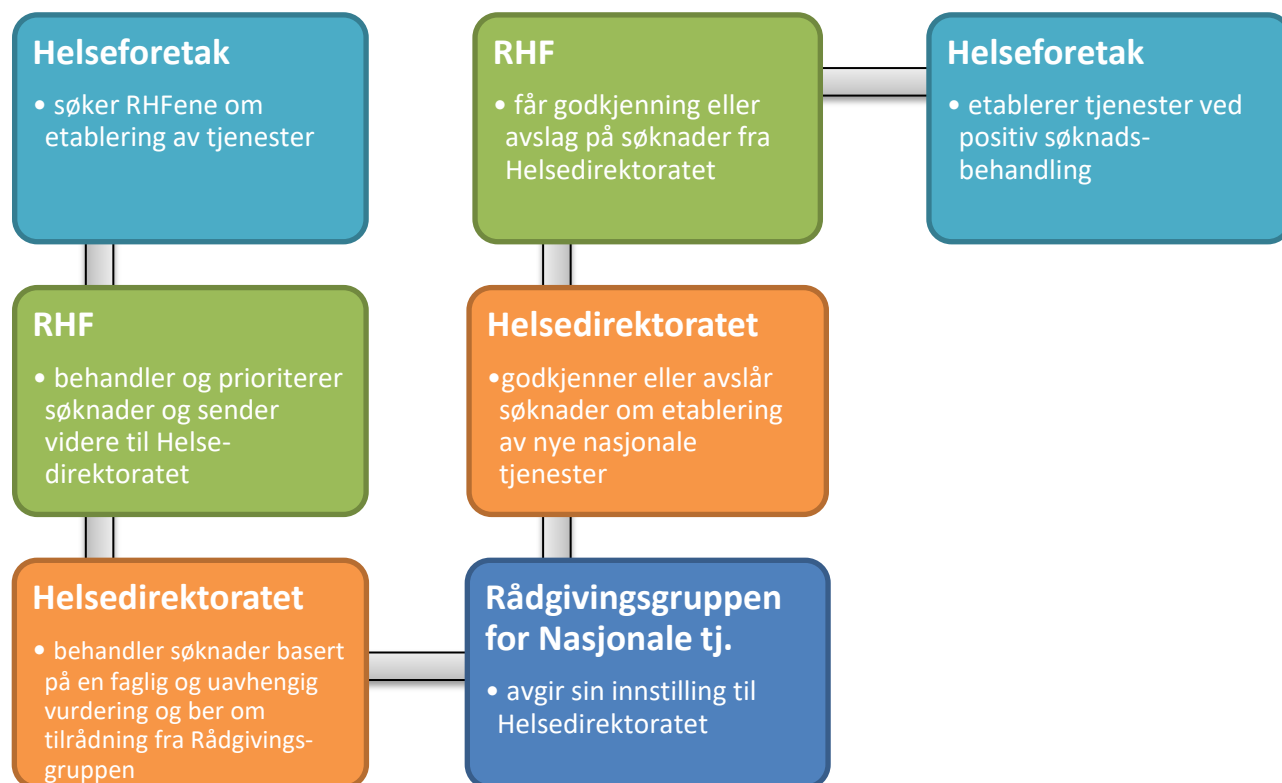 Helseforetak
• søker RHFene om
etablering av tjenester
RHF
• behandler og prioriterer
søknader og sender
videre til Helse-
direktoratet
Helsedirektoratet
• behandler søknader basert
på en faglig og uavhengig
vurdering og ber om
tilrådning fra Rådgivings-
gruppen
Rådgivingsgruppen
for Nasjonale tj.
• avgir sin innstilling til
Helsedirektoratet
Helsedirektoratet
•godkjenner eller avslår
søknader om etablering
av nye nasjonale
tjenester
RHF
• får godkjenning eller
avslag på søknader fra
Helsedirektoratet
Helseforetak
• etablerer tjenester ved
positiv søknads-
behandling